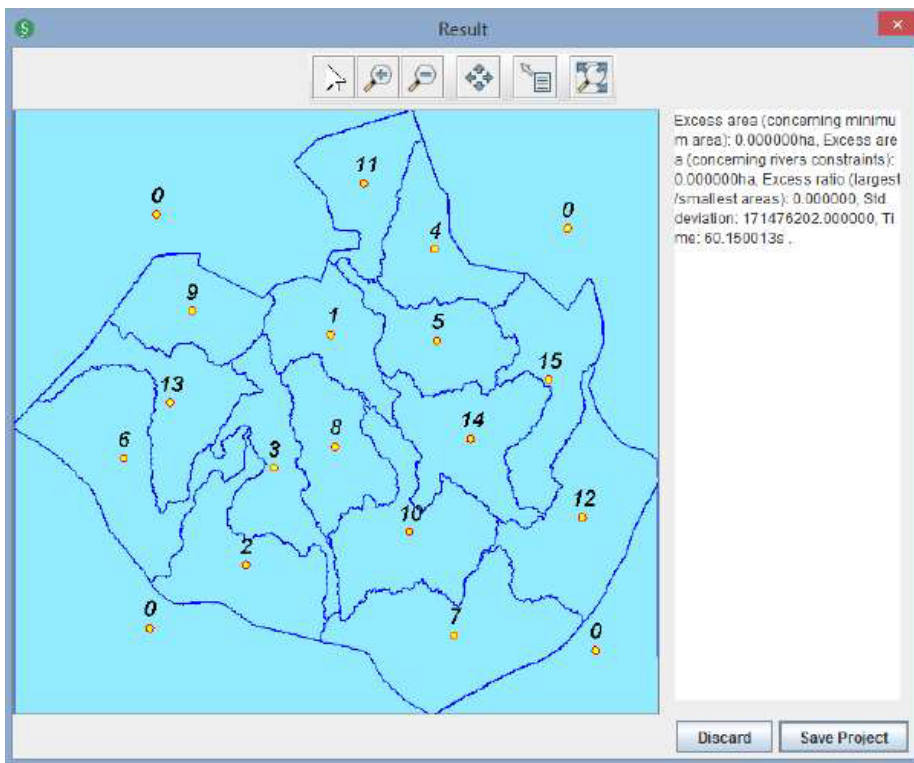 Result
Excess area (concerning minimu
m area): 0.000000ha, Excess are
a (concerning rivers constraints):
0.000000ha, Excess ratio (largest
/smallest areas): 0.000000, Std
deviation: 171476202.000000, Ti
me: 60.150013s .
11
0
0
4
9
1
5
15
13
14
8
6
3
12
10
2
0
7
0
Discard
Save Project